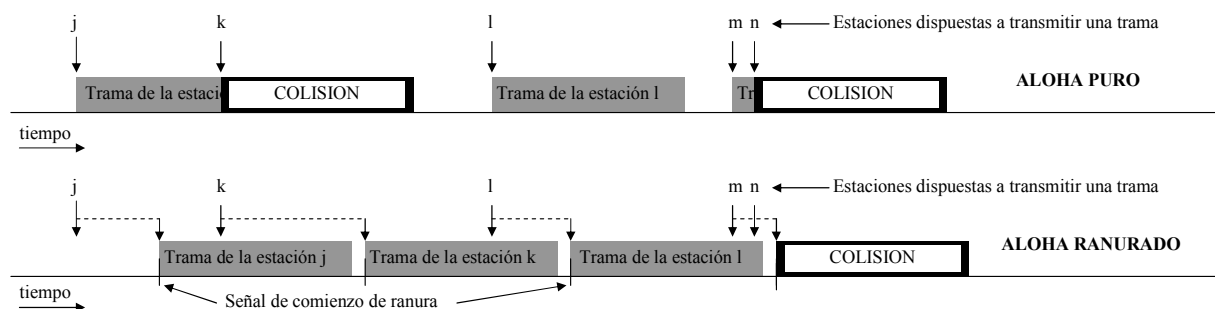 j k l m n Estaciones dispuestas a transmitir una trama
Trama de la estació COLISION Trama de la estación l Tr COLISION ALOHA PURO
tiempo
j k l m n Estaciones dispuestas a transmitir una trama
Trama de la estación j Trama de la estación k Trama de la estación l COLISION ALOHA RANURADO
tiempo Señal de comienzo de ranura